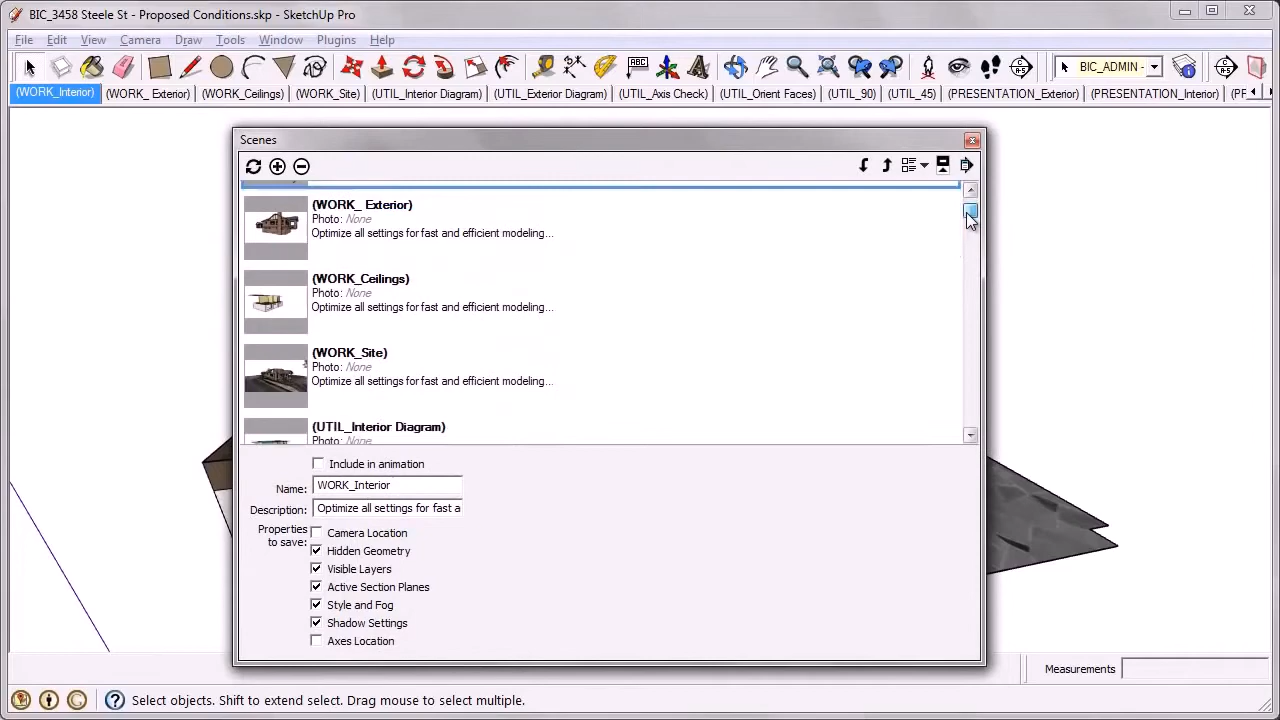 BIC_3458 Steele St - Proposed Conditions.skp - SketchUp Pro
File Edit View Camera Draw Tools Window Plugins Help
ABC A-5 BIC_ADMIN - A-5
(WORK_Interior) (WORK_ Exterior) (WORK_Ceilings) (WORK_Site) (UTIL_Interior Diagram) (UTIL_Exterior Diagram) (UTIL_Axis Check) (UTIL_Orient Faces) (UTIL_90) (UTIL_45) (PRESENTATION_Exterior) (PRESENTATION_Interior) (PF
Scenes
(WORK_ Exterior)
Photo: None
Optimize all settings for fast and efficient modeling...
(WORK_Ceilings)
Photo: None
Optimize all settings for fast and efficient modeling...
(WORK_Site)
Photo: None
Optimize all settings for fast and efficient modeling...
(UTIL_Interior Diagram)
Photo: None
Include in animation
Name: WORK_Interior
Description: Optimize all settings for fast a
Properties to save:
Camera Location
Hidden Geometry
Visible Layers
Active Section Planes
Style and Fog
Shadow Settings
Axes Location
Measurements
Select objects. Shift to extend select. Drag mouse to select multiple.